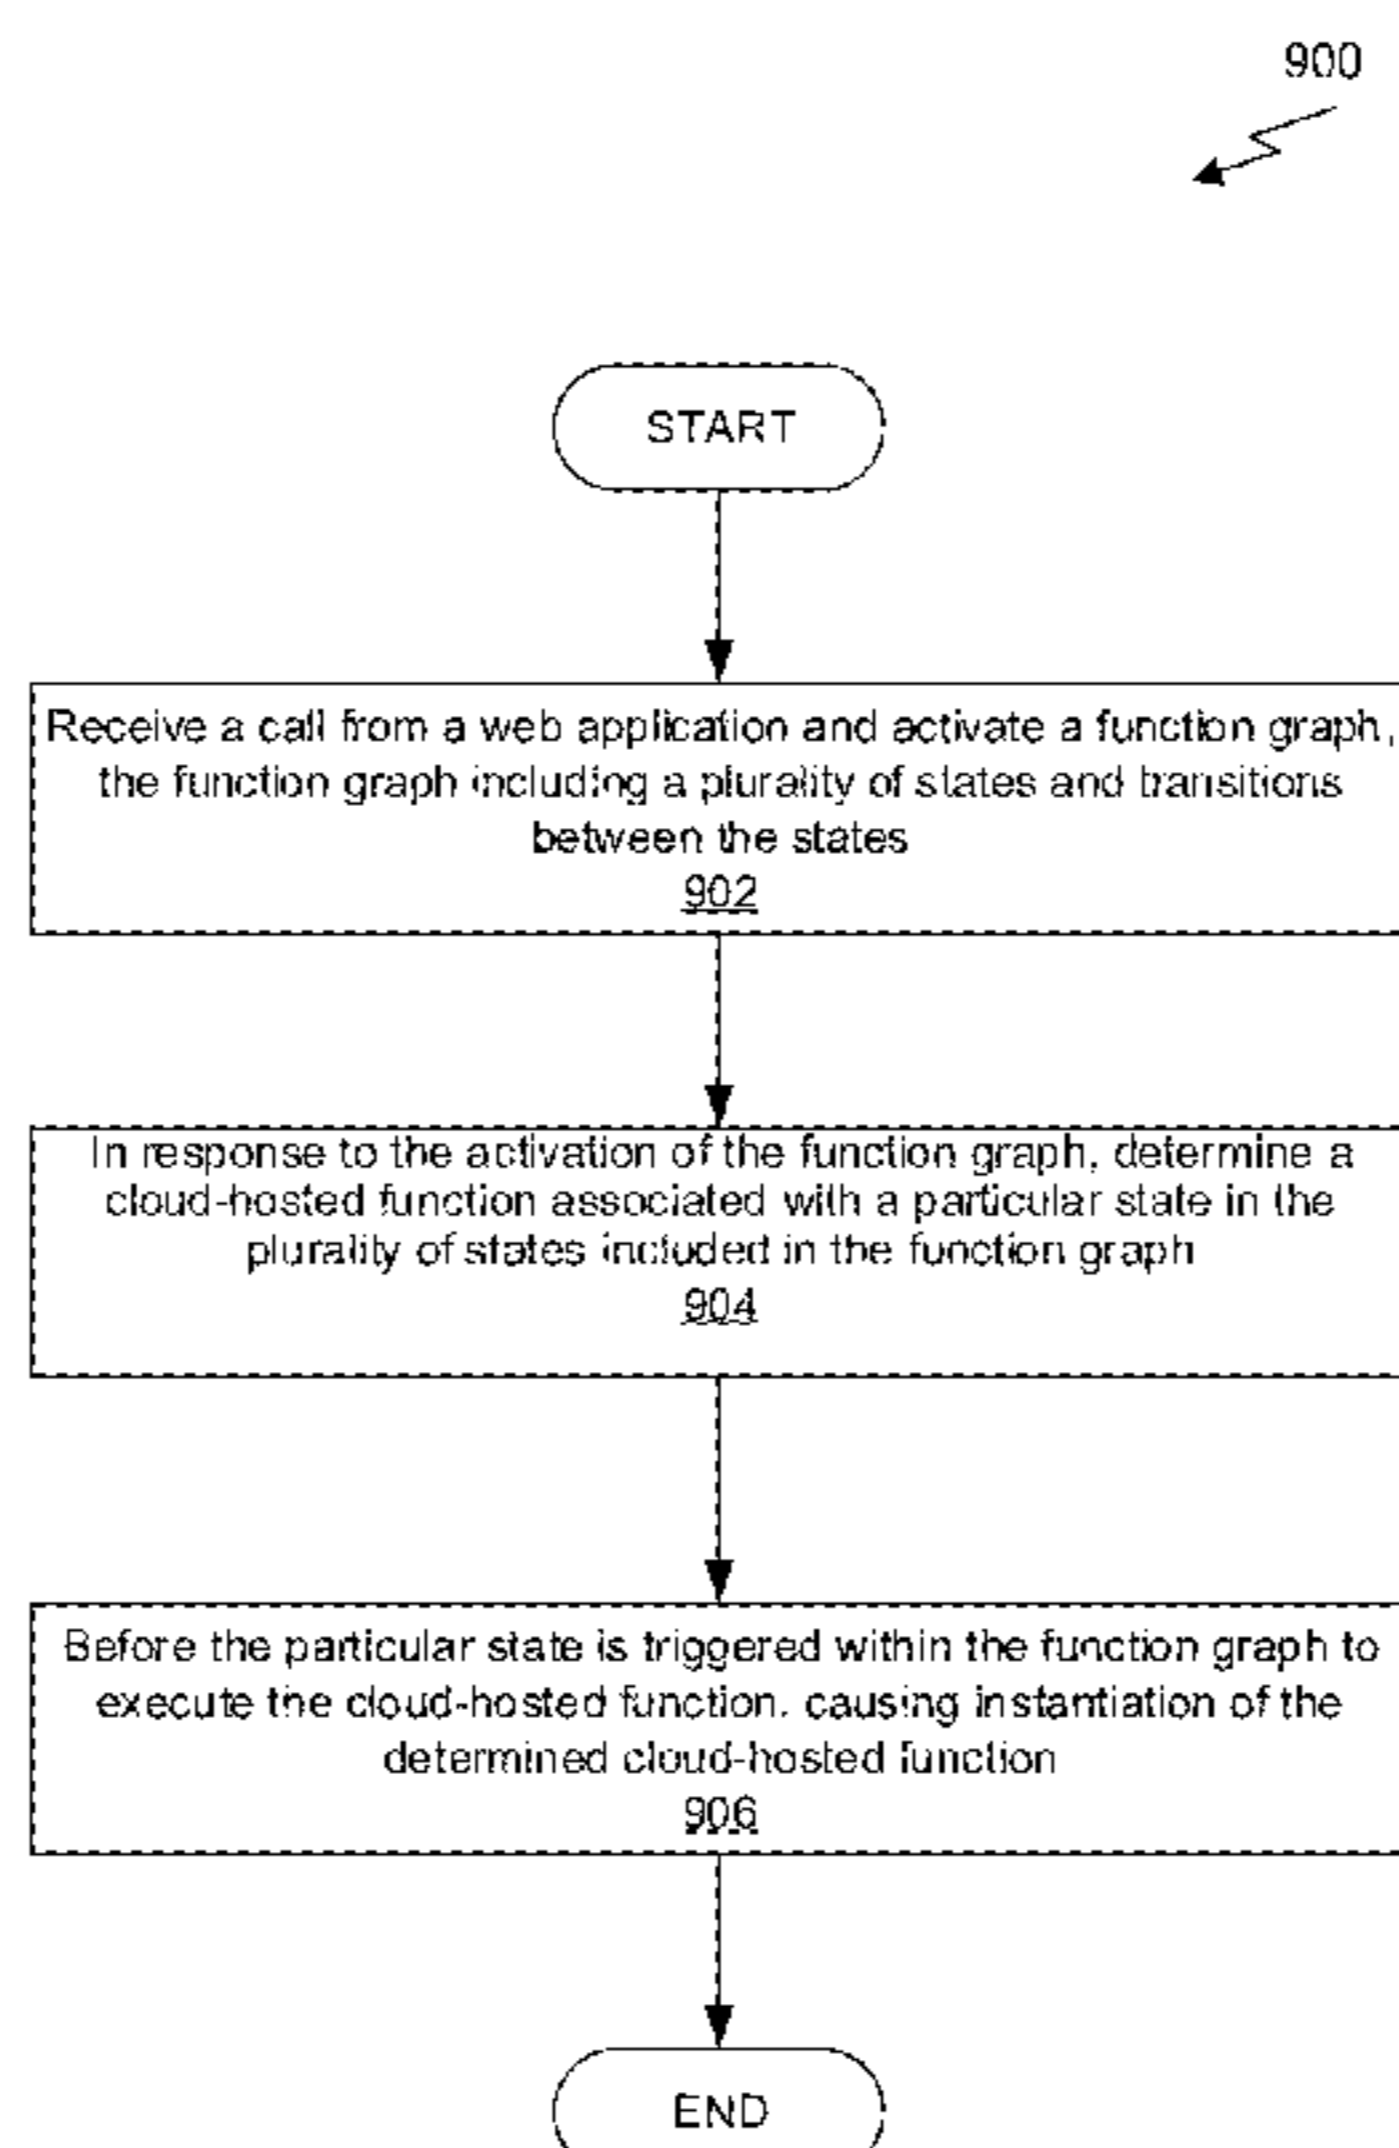 900
START
Receive a call from a web application and activate a function graph,
the function graph including a plurality of states and transitions
between the states
902
In response to the activation of the function graph, determine a
cloud-hosted function associated with a particular state in the
plurality of states included in the function graph
904
Before the particular state is triggered within the function graph to
execute the cloud-hosted function, causing instantiation of the
determined cloud-hosted function
906
END